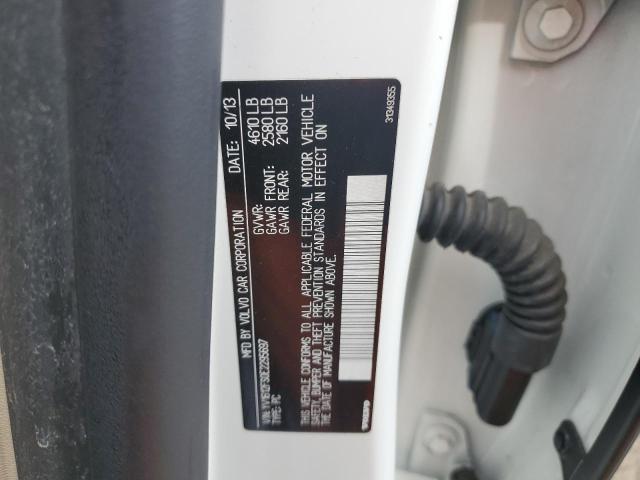 MFD. BY VOLVO CAR CORPORATION DATE: 10/13
GVWR: 4610 LB
GAWR FRONT: 2580 LB
GAWR REAR: 2160 LB
THIS VEHICLE CONFORMS TO ALL APPLICABLE FEDERAL MOTOR VEHICLE
SAFETY, BUMPER AND THEFT PREVENTION STANDARDS IN EFFECT ON
THE DATE OF MANUFACTURE SHOWN ABOVE.
VIN:
TYPE: PC
VOLVO
31349355